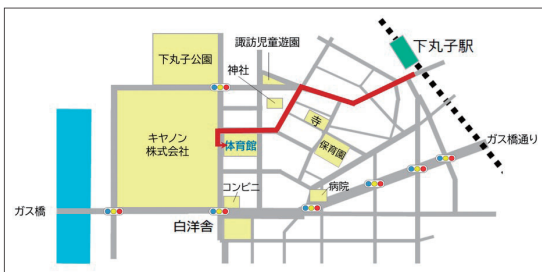 諏訪児童遊園
下丸子駅
下丸子公園
神社
寺
ガス橋通り
キヤノン
株式会社
体育館
保育園
コンビニ
病院
ガス橋
白洋舎